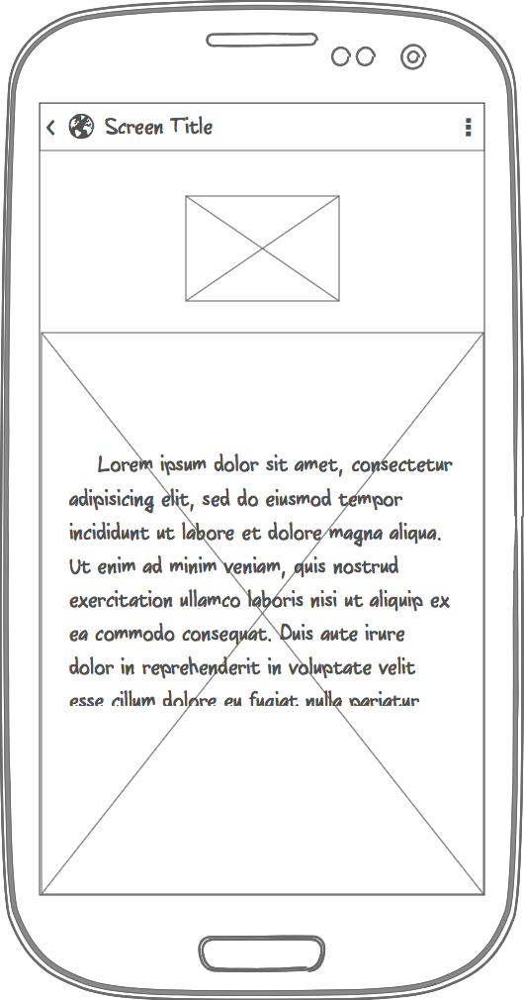 Screen Title
Lorem ipsum dolor sit amet, consectetur
adipisicing elit, sed do eiusmod tempor
incididunt ut labore et dolore magna aliqua.
Ut enim ad minim veniam, quis nostrud
exercitation ullamco laboris nisi ut aliquip ex
ea commodo consequat. Duis aute irure
dolor in reprehenderit in voluptate velit
esse cillum dolore eu fugiat nulla pariatur